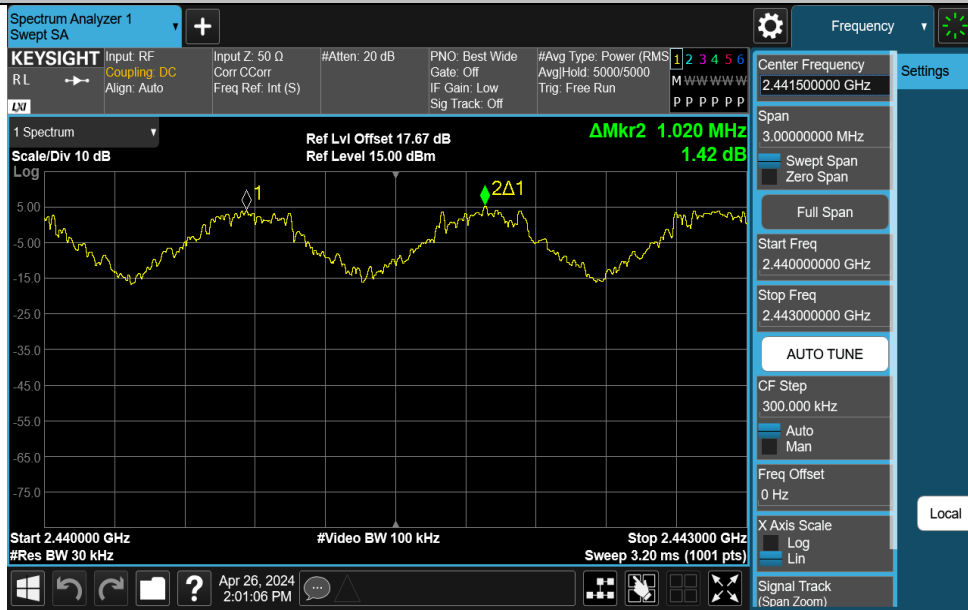 Spectrum Analyzer 1
Swept SA
+
Frequency
KEYSIGHT
RL
LXI
Input: RF
Coupling: DC
Align: Auto
Input Z: 50 Ω
Corr CCorr
Freq Ref: Int (S)
#Atten: 20 dB
PNO: Best Wide
Gate: Off
IF Gain: Low
Sig Track: Off
#Avg Type: Power (RMS
Avg|Hold: 5000/5000
Trig: Free Run
1 2 3 4 5 6
M W W W W W
P P P P P P
1 Spectrum
Scale/Div 10 dB
Log
Ref Lvl Offset 17.67 dB
Ref Level 15.00 dBm
ΔMkr2 1.020 MHz
1.42 dB
1
2Δ1
5.00
-5.00
-15.0
-25.0
-35.0
-45.0
-55.0
-65.0
-75.0
Start 2.440000 GHz
#Res BW 30 kHz
#Video BW 100 kHz
Stop 2.443000 GHz
Sweep 3.20 ms (1001 pts)
Center Frequency
2.441500000 GHz
Settings
Span
3.00000000 MHz
Swept Span
Zero Span
Full Span
Start Freq
2.440000000 GHz
Stop Freq
2.443000000 GHz
AUTO TUNE
CF Step
300.000 kHz
Auto
Man
Freq Offset
0 Hz
Local
X Axis Scale
Log
Lin
Signal Track
(Span Zoom)
?
Apr 26, 2024
2:01:06 PM